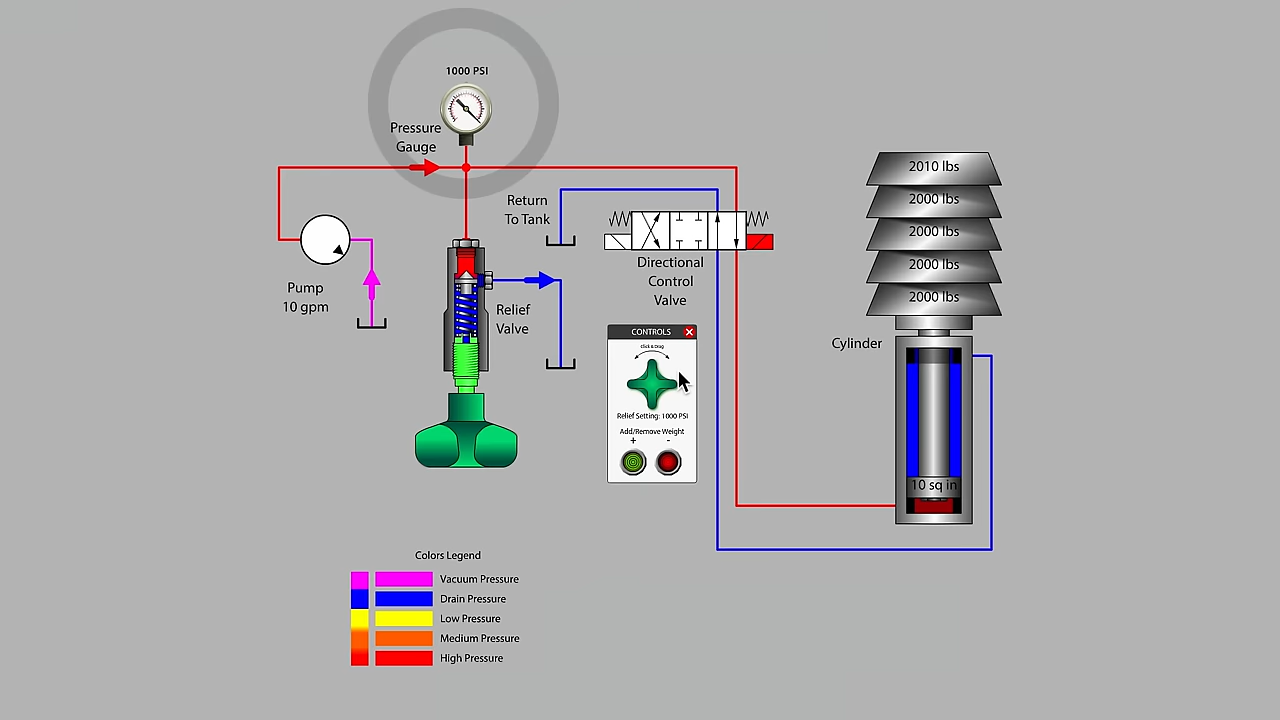 1000 PSI
Pressure
Gauge
Return
To Tank
Pump
10 gpm
Relief
Valve
Directional
Control
Valve
CONTROLS
Click & Drag
Relief Setting: 1000 PSI
Add/Remove Weight
+ -
2010 lbs
2000 lbs
2000 lbs
2000 lbs
2000 lbs
Cylinder
10 sq in
Colors Legend
Vacuum Pressure
Drain Pressure
Low Pressure
Medium Pressure
High Pressure